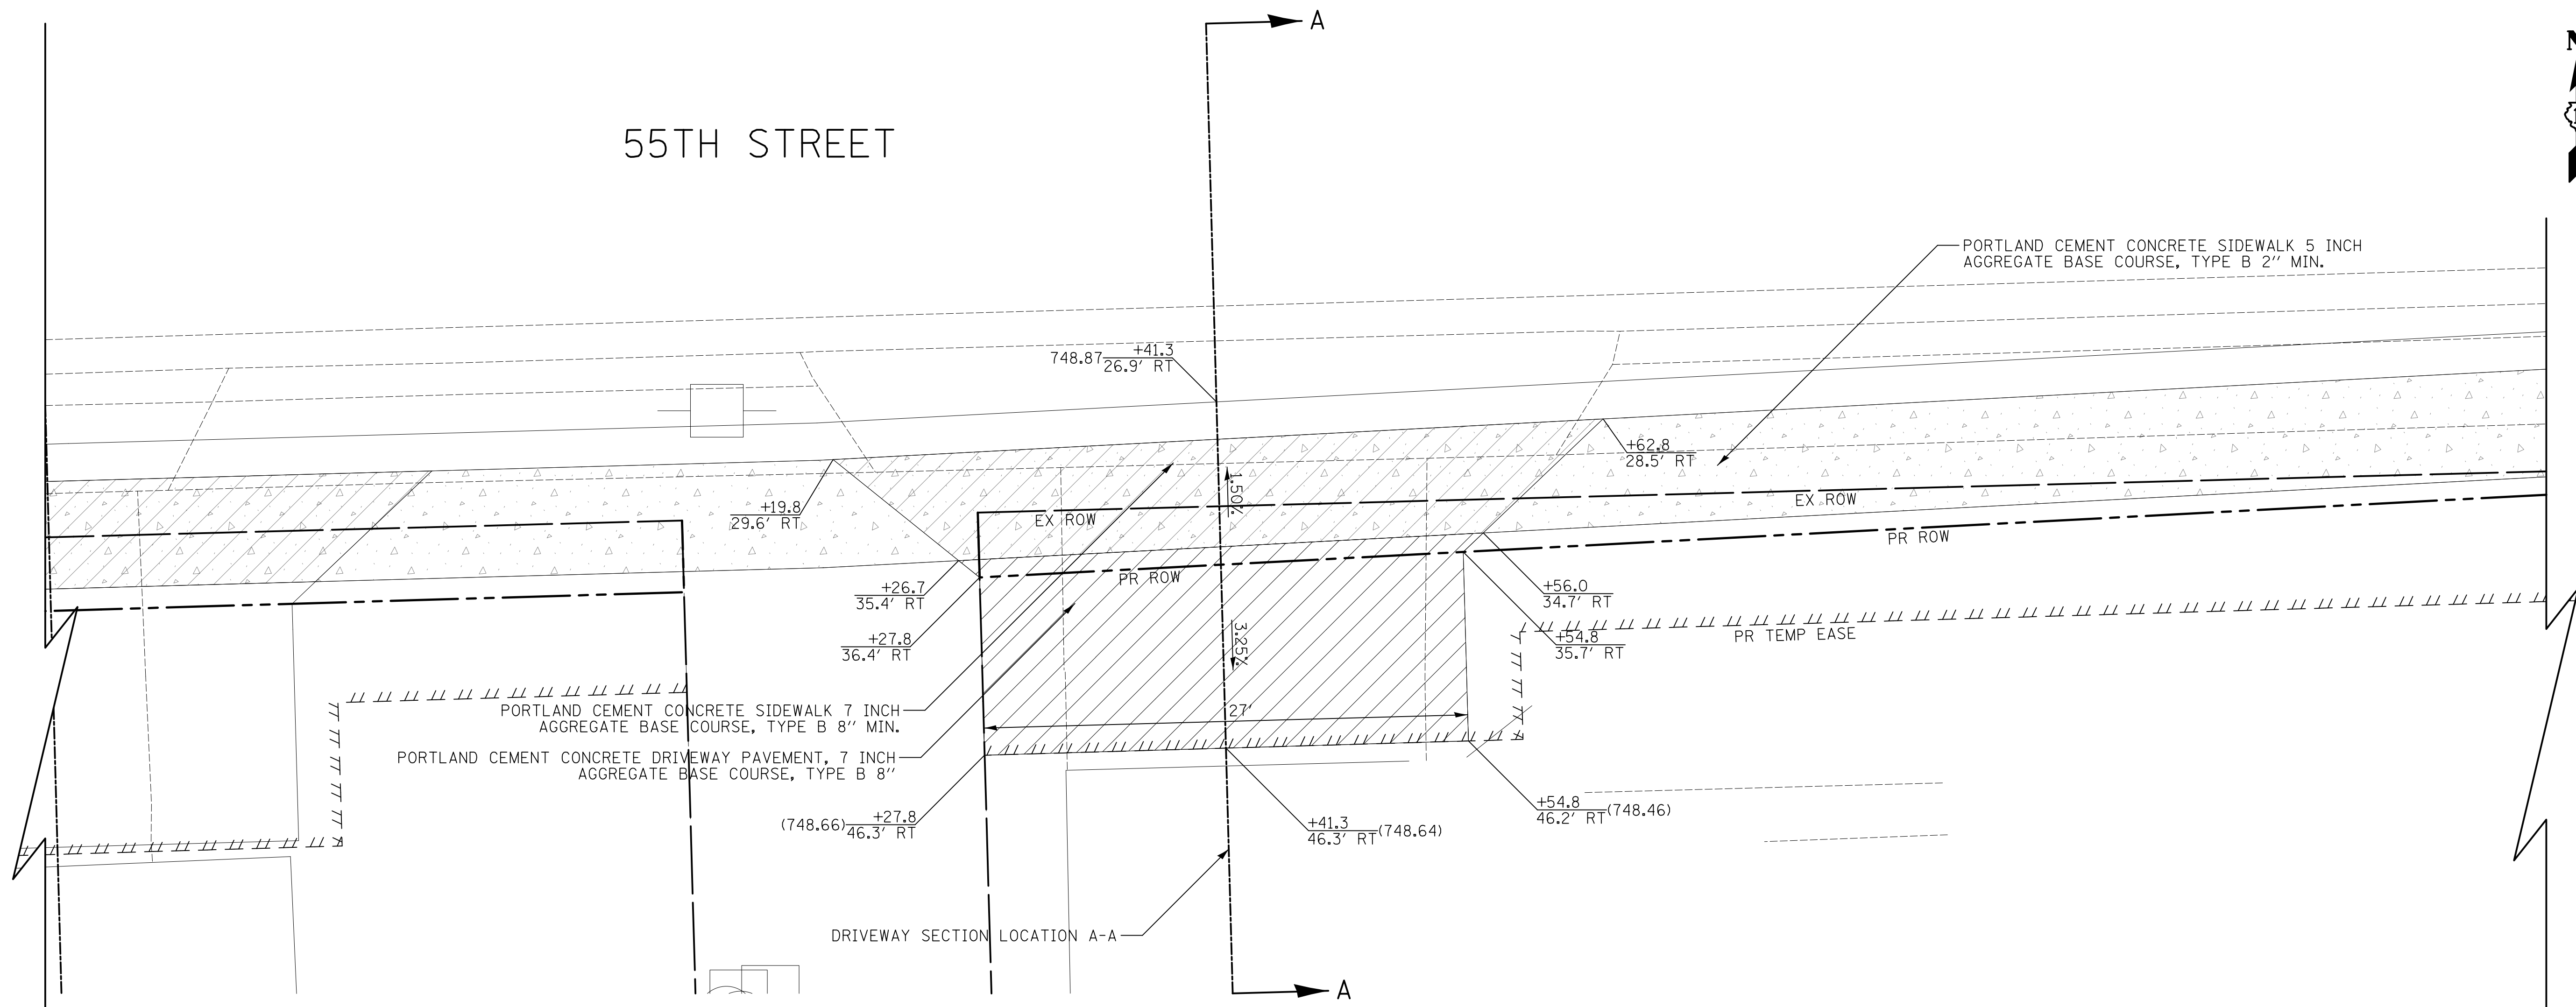 A
N
55TH STREET
PORTLAND CEMENT CONCRETE SIDEWALK 5 INCH
AGGREGATE BASE COURSE, TYPE B 2" MIN.
748.87
+41.3
26.9' RT
+62.8
28.5' RT
1.50%
+19.8
29.6' RT
EX ROW
EX ROW
PR ROW
PR ROW
+26.7
35.4' RT
+56.0
34.7' RT
+27.8
36.4' RT
3.25%
+54.8
35.7' RT
PR TEMP EASE
PORTLAND CEMENT CONCRETE SIDEWALK 7 INCH
AGGREGATE BASE COURSE, TYPE B 8" MIN.
27'
PORTLAND CEMENT CONCRETE DRIVEWAY PAVEMENT, 7 INCH
AGGREGATE BASE COURSE, TYPE B 8"
(748.66)
+27.8
46.3' RT
+41.3
46.3' RT
(748.64)
+54.8
46.2' RT
(748.46)
DRIVEWAY SECTION LOCATION A-A
A